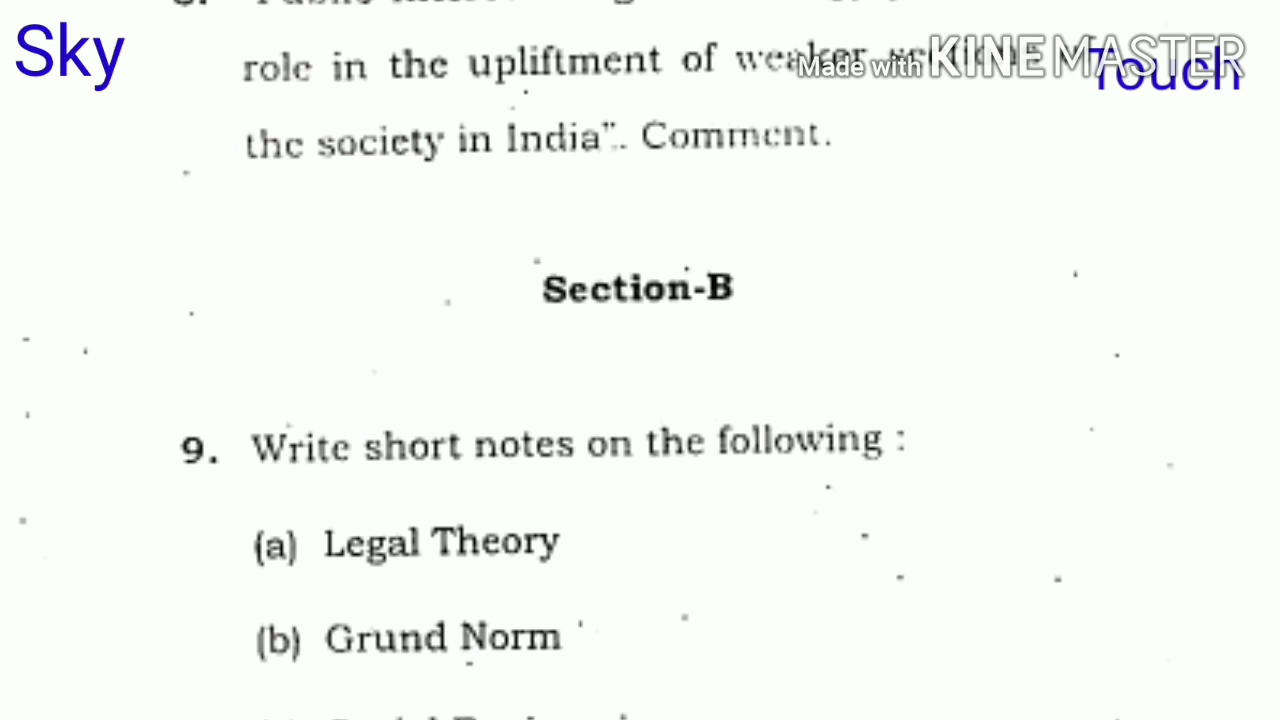 Sky
Made with KINEMASTER
Touch
role in the upliftment of weaker
the society in India".. Comment.
Section-B
9. Write short notes on the following :
(a) Legal Theory
(b) Grund Norm